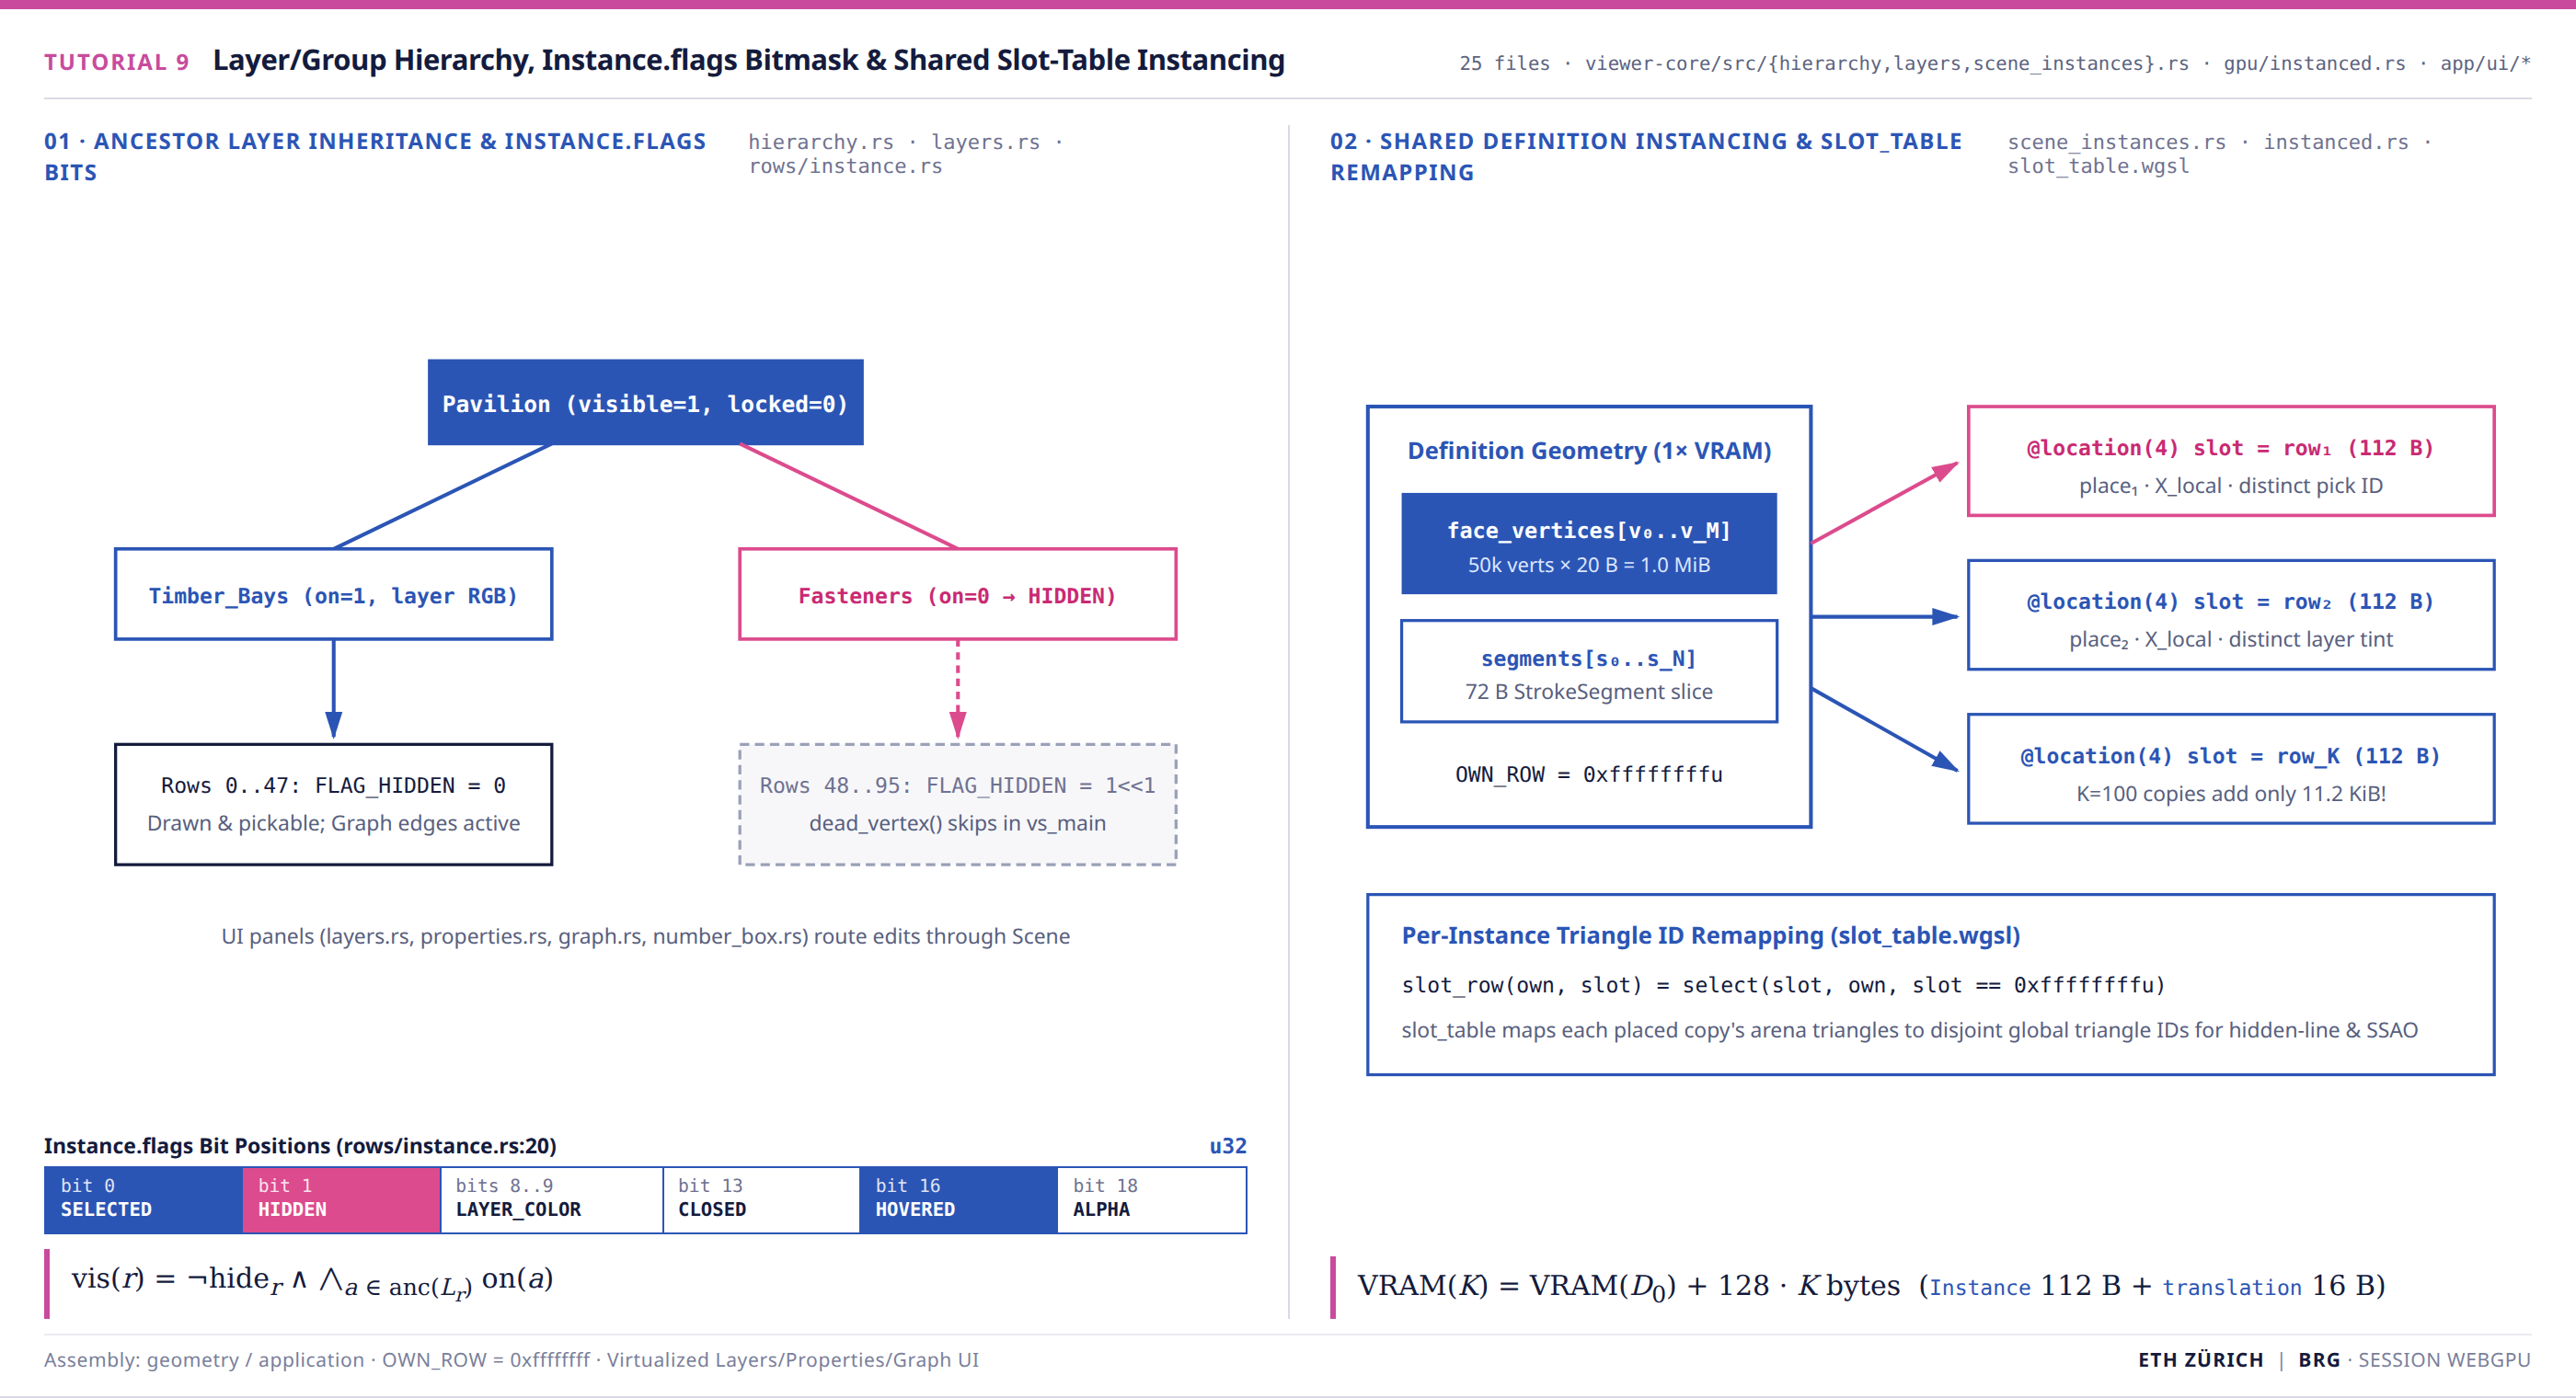 TUTORIAL 9 Layer/Group Hierarchy, Instance.flags Bitmask & Shared Slot-Table Instancing
25 files · viewer-core/src/{hierarchy,layers,scene_instances}.rs · gpu/instanced.rs · app/ui/*
01 · ANCESTOR LAYER INHERITANCE & INSTANCE.FLAGS
BITS
hierarchy.rs · layers.rs ·
rows/instance.rs
Pavilion (visible=1, locked=0)
Timber_Bays (on=1, layer RGB)
Fasteners (on=0 → HIDDEN)
Rows 0..47: FLAG_HIDDEN = 0
Drawn & pickable; Graph edges active
Rows 48..95: FLAG_HIDDEN = 1<<1
dead_vertex() skips in vs_main
UI panels (layers.rs, properties.rs, graph.rs, number_box.rs) route edits through Scene
Instance.flags Bit Positions (rows/instance.rs:20)
u32
bit 0
SELECTED
bit 1
HIDDEN
bits 8..9
LAYER_COLOR
bit 13
CLOSED
bit 16
HOVERED
bit 18
ALPHA
vis(r) = ¬hide_r ∧ ⋀_{a ∈ anc(L_r)} on(a)
02 · SHARED DEFINITION INSTANCING & SLOT_TABLE
REMAPPING
scene_instances.rs · instanced.rs ·
slot_table.wgsl
Definition Geometry (1× VRAM)
face_vertices[v₀..v_M]
50k verts × 20 B = 1.0 MiB
segments[s₀..s_N]
72 B StrokeSegment slice
OWN_ROW = 0xffffffffu
@location(4) slot = row₁ (112 B)
place₁ · X_local · distinct pick ID
@location(4) slot = row₂ (112 B)
place₂ · X_local · distinct layer tint
@location(4) slot = row_K (112 B)
K=100 copies add only 11.2 KiB!
Per-Instance Triangle ID Remapping (slot_table.wgsl)
slot_row(own, slot) = select(slot, own, slot == 0xffffffffu)
slot_table maps each placed copy's arena triangles to disjoint global triangle IDs for hidden-line & SSAO
VRAM(K) = VRAM(D₀) + 128 · K bytes (Instance 112 B + translation 16 B)
Assembly: geometry / application · OWN_ROW = 0xffffffff · Virtualized Layers/Properties/Graph UI
ETH ZÜRICH | BRG · SESSION WEBGPU